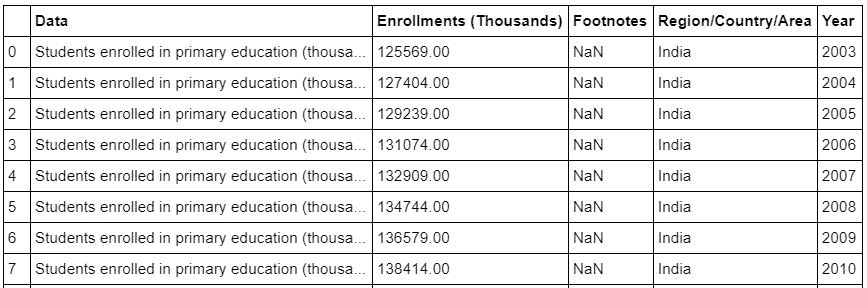 Data Enrollments (Thousands) Footnotes Region/Country/Area Year
0 Students enrolled in primary education (thousa... 125569.00 NaN India 2003
1 Students enrolled in primary education (thousa... 127404.00 NaN India 2004
2 Students enrolled in primary education (thousa... 129239.00 NaN India 2005
3 Students enrolled in primary education (thousa... 131074.00 NaN India 2006
4 Students enrolled in primary education (thousa... 132909.00 NaN India 2007
5 Students enrolled in primary education (thousa... 134744.00 NaN India 2008
6 Students enrolled in primary education (thousa... 136579.00 NaN India 2009
7 Students enrolled in primary education (thousa... 138414.00 NaN India 2010